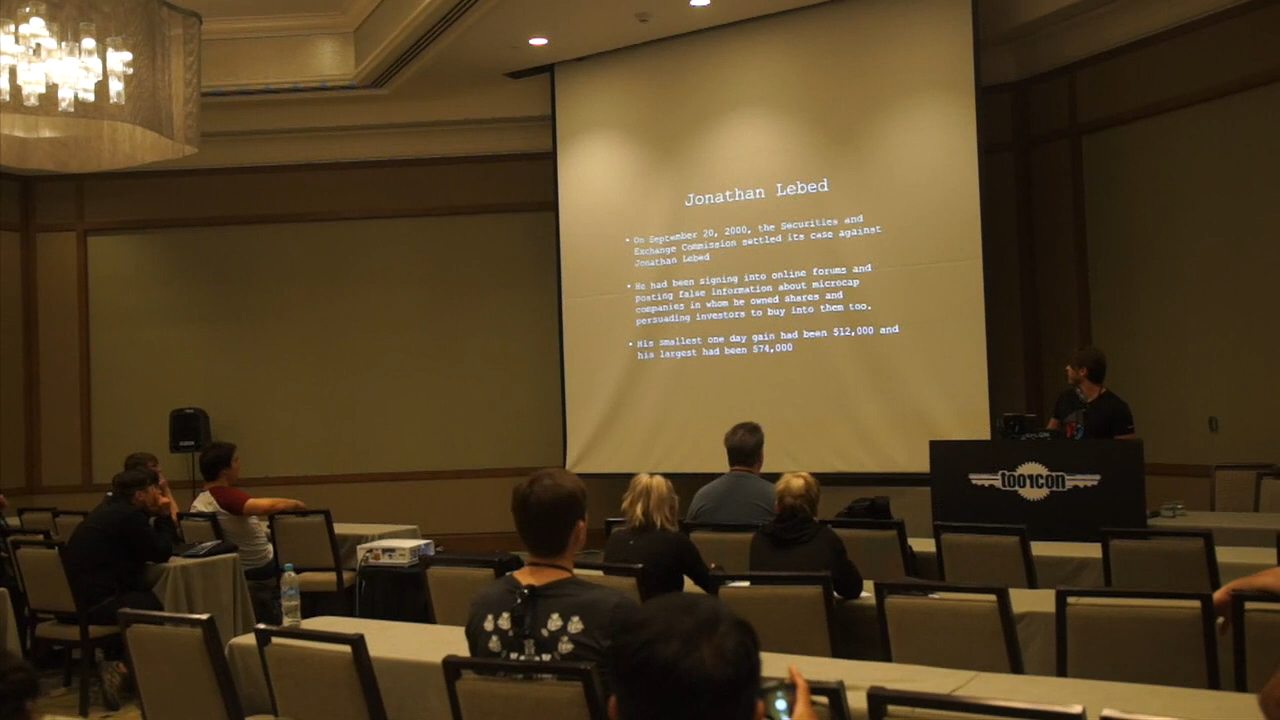 Jonathan Lebed
• On September 20, 2000, the Securities and
Exchange Commission settled its case against
Jonathan Lebed
• He had been signing into online forums and
posting false information about microcap
companies in whom he owned shares and
persuading investors to buy into them too.
• His smallest one day gain had been $12,000 and
his largest had been $74,000
too1con